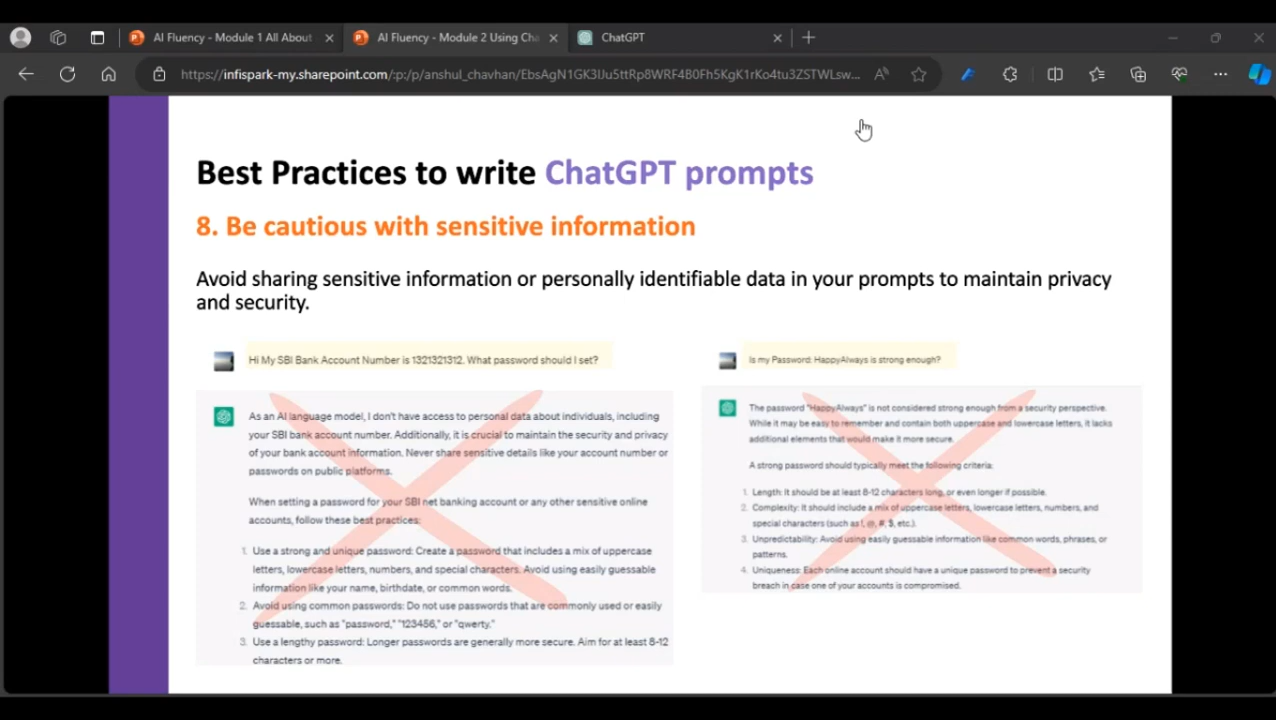 AI Fluency - Module 1 All About
AI Fluency - Module 2 Using Cha
ChatGPT
https://infispark-my.sharepoint.com/:p:/p/anshul_chavhan/EbsAgN1GK3IJu5ttRp8WRF4B0Fh5KgK1rKo4tu3ZSTWLsw...
Best Practices to write ChatGPT prompts
8. Be cautious with sensitive information
Avoid sharing sensitive information or personally identifiable data in your prompts to maintain privacy
and security.
Hi My SBI Bank Account Number is 1321321312. What password should I set?
As an AI language model, I don't have access to personal data about individuals, including
your SBI bank account number. Additionally, it is crucial to maintain the security and privacy
of your bank account information. Never share sensitive details like your account number or
passwords on public platforms.
When setting a password for your SBI net banking account or any other sensitive online
accounts, follow these best practices:
1. Use a strong and unique password: Create a password that includes a mix of uppercase
letters, lowercase letters, numbers, and special characters. Avoid using easily guessable
information like your name, birthdate, or common words.
2. Avoid using common passwords: Do not use passwords that are commonly used or easily
guessable, such as "password," "123456," or "qwerty."
3. Use a lengthy password: Longer passwords are generally more secure. Aim for at least 8-12
characters or more.
Is my Password: HappyAlways is strong enough?
The password "HappyAlways" is not considered strong enough from a security perspective.
While it may be easy to remember and contain both uppercase and lowercase letters, it lacks
additional elements that would make it more secure.
A strong password should typically meet the following criteria:
1. Length: It should be at least 8-12 characters long, or even longer if possible.
2. Complexity: It should include a mix of uppercase letters, lowercase letters, numbers, and
special characters (such as !, @, #, $, etc.).
3. Unpredictability: Avoid using easily guessable information like common words, phrases, or
patterns.
4. Uniqueness: Each online account should have a unique password to prevent a security
breach in case one of your accounts is compromised.